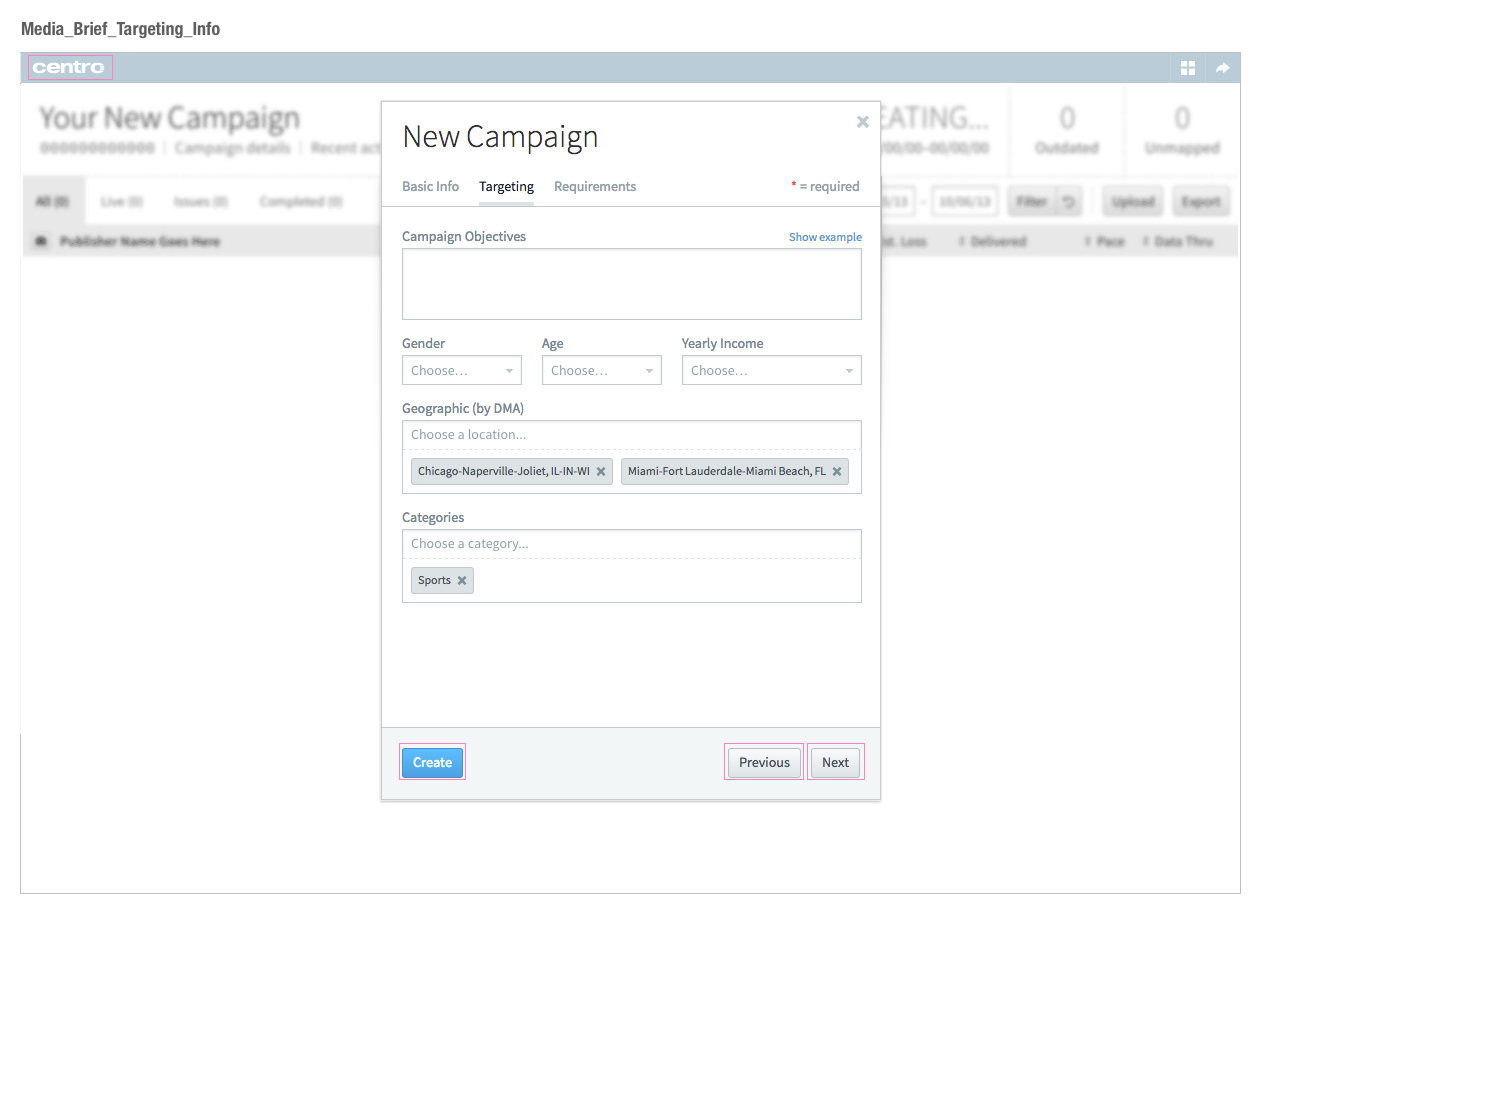 Media_Brief_Targeting_Info
centro
Your New Campaign
000000000000 | Campaign details | Recent act
EATING...
/00/00–00/00/00
0
Outdated
0
Unmapped
All (0)
Live (0)
Issues (0)
Completed (0)
/13 - 10/06/13
Filter
Upload
Export
Publisher Name Goes Here
st. Loss
Delivered
Pace
Data Thru
New Campaign
Basic Info
Targeting
Requirements
* = required
Campaign Objectives
Show example
Gender
Age
Yearly Income
Choose...
Choose...
Choose...
Geographic (by DMA)
Choose a location...
Chicago-Naperville-Joliet, IL-IN-WI
Miami-Fort Lauderdale-Miami Beach, FL
Categories
Choose a category...
Sports
Create
Previous
Next